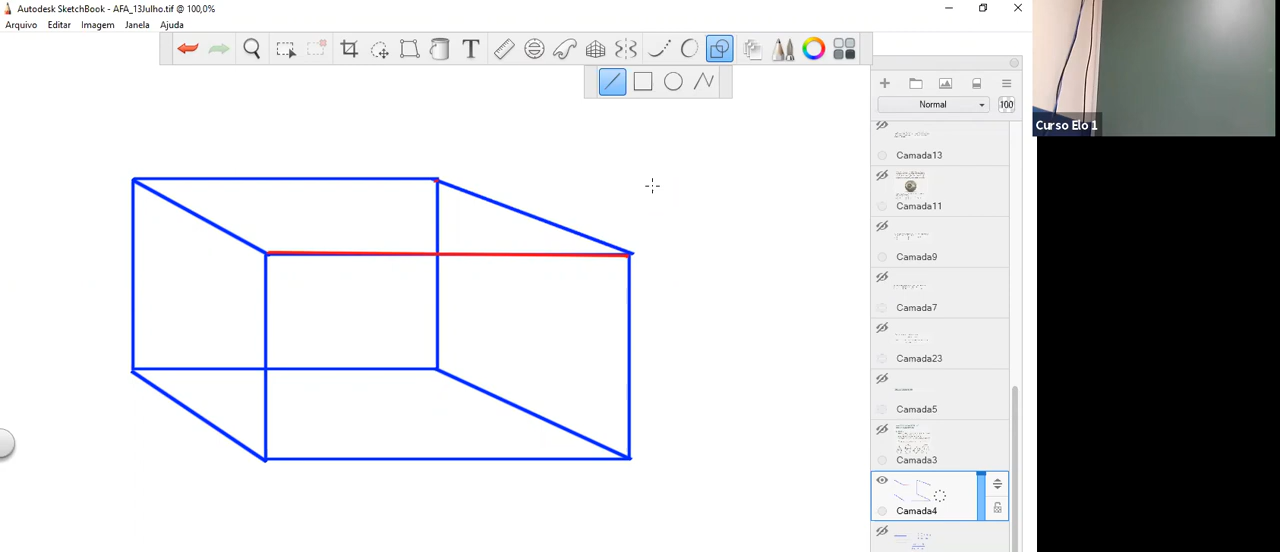 Autodesk SketchBook - AFA_13Julho.tif @ 100,0%
Arquivo Editar Imagem Janela Ajuda
T
Normal 100
Curso Elo 1
Camada13
Camada11
Camada9
Camada7
Camada23
Camada5
Camada3
Camada4